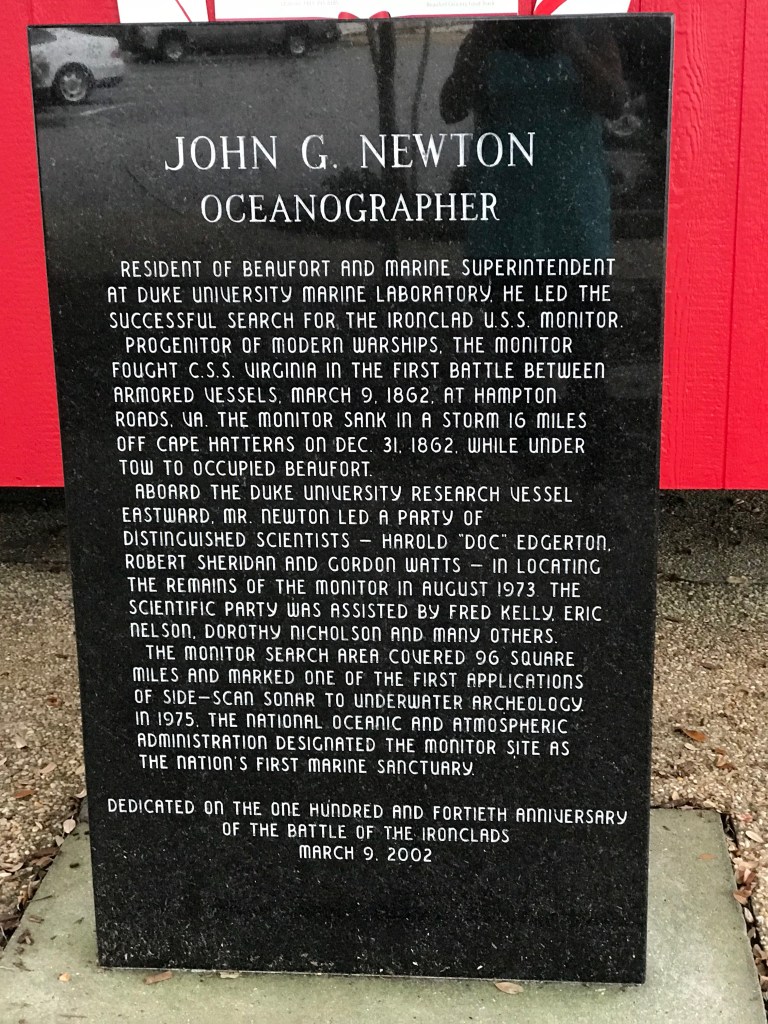 JOHN G. NEWTON
OCEANOGRAPHER
RESIDENT OF BEAUFORT AND MARINE SUPERINTENDENT
AT DUKE UNIVERSITY MARINE LABORATORY, HE LED THE
SUCCESSFUL SEARCH FOR THE IRONCLAD U.S.S. MONITOR.
PROGENITOR OF MODERN WARSHIPS, THE MONITOR
FOUGHT C.S.S. VIRGINIA IN THE FIRST BATTLE BETWEEN
ARMORED VESSELS, MARCH 9, 1862, AT HAMPTON
ROADS, VA. THE MONITOR SANK IN A STORM 16 MILES
OFF CAPE HATTERAS ON DEC. 31, 1862, WHILE UNDER
TOW TO OCCUPIED BEAUFORT.
ABOARD THE DUKE UNIVERSITY RESEARCH VESSEL
EASTWARD, MR. NEWTON LED A PARTY OF
DISTINGUISHED SCIENTISTS – HAROLD "DOC" EDGERTON,
ROBERT SHERIDAN AND GORDON WATTS – IN LOCATING
THE REMAINS OF THE MONITOR IN AUGUST 1973. THE
SCIENTIFIC PARTY WAS ASSISTED BY FRED KELLY, ERIC
NELSON, DOROTHY NICHOLSON AND MANY OTHERS.
THE MONITOR SEARCH AREA COVERED 96 SQUARE
MILES AND MARKED ONE OF THE FIRST APPLICATIONS
OF SIDE–SCAN SONAR TO UNDERWATER ARCHEOLOGY.
IN 1975, THE NATIONAL OCEANIC AND ATMOSPHERIC
ADMINISTRATION DESIGNATED THE MONITOR SITE AS
THE NATION'S FIRST MARINE SANCTUARY.
DEDICATED ON THE ONE HUNDRED AND FORTIETH ANNIVERSARY
OF THE BATTLE OF THE IRONCLADS
MARCH 9, 2002